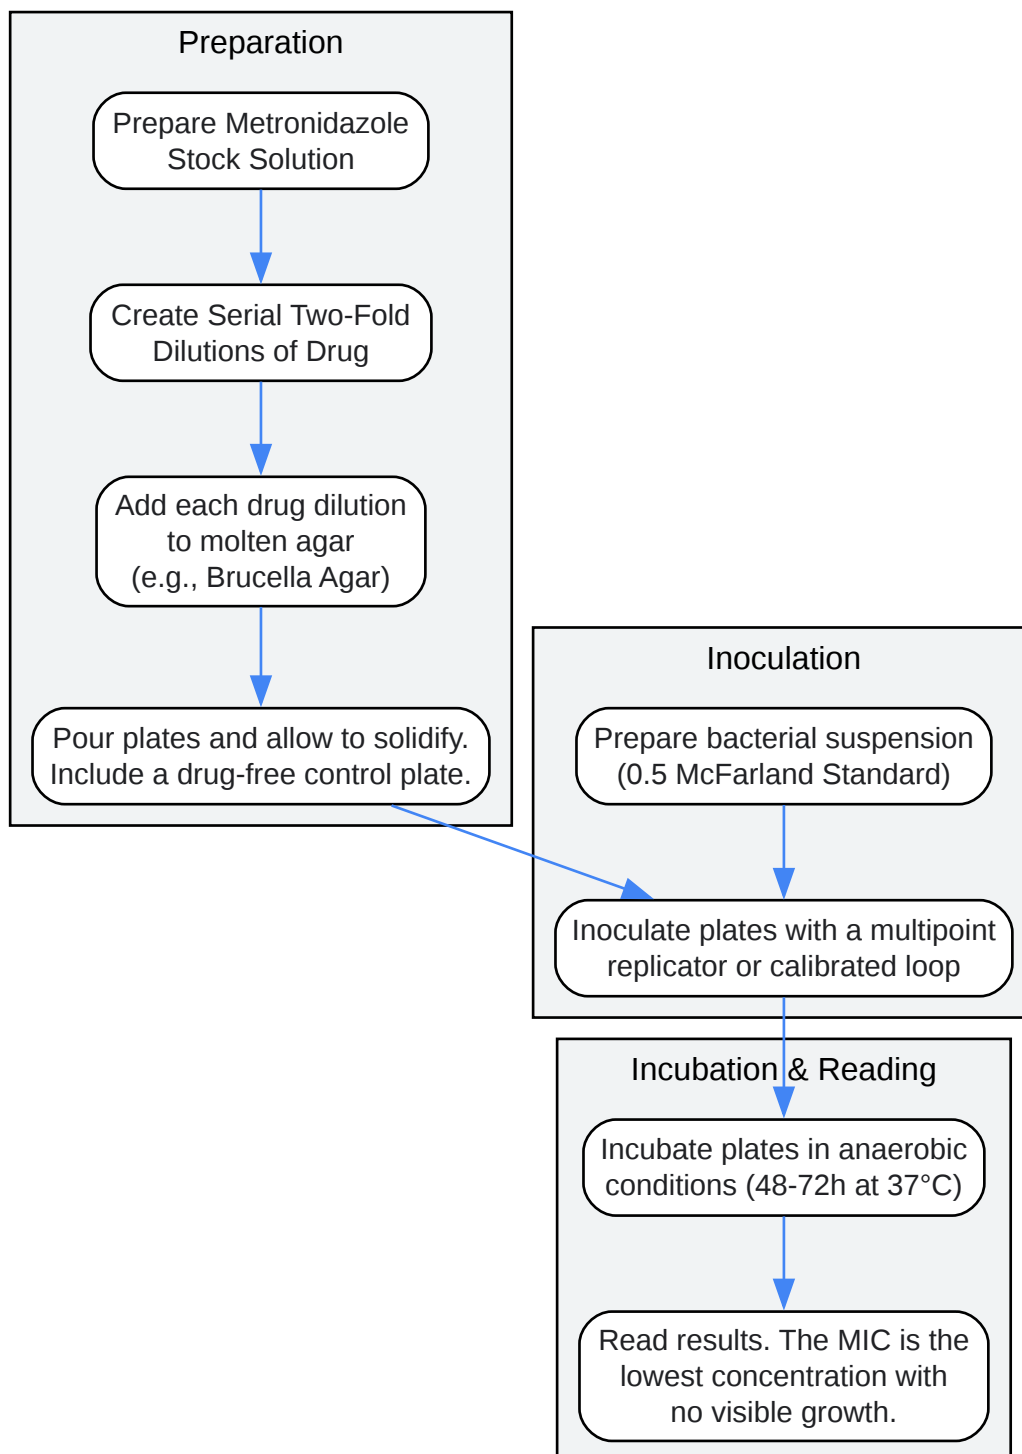 Preparation
Prepare Metronidazole
Stock Solution
Create Serial Two-Fold
Dilutions of Drug
Add each drug dilution
to molten agar
(e.g., Brucella Agar)
Pour plates and allow to solidify.
Include a drug-free control plate.
Inoculation
Prepare bacterial suspension
(0.5 McFarland Standard)
Inoculate plates with a multipoint
replicator or calibrated loop
Incubation & Reading
Incubate plates in anaerobic
conditions (48-72h at 37°C)
Read results. The MIC is the
lowest concentration with
no visible growth.